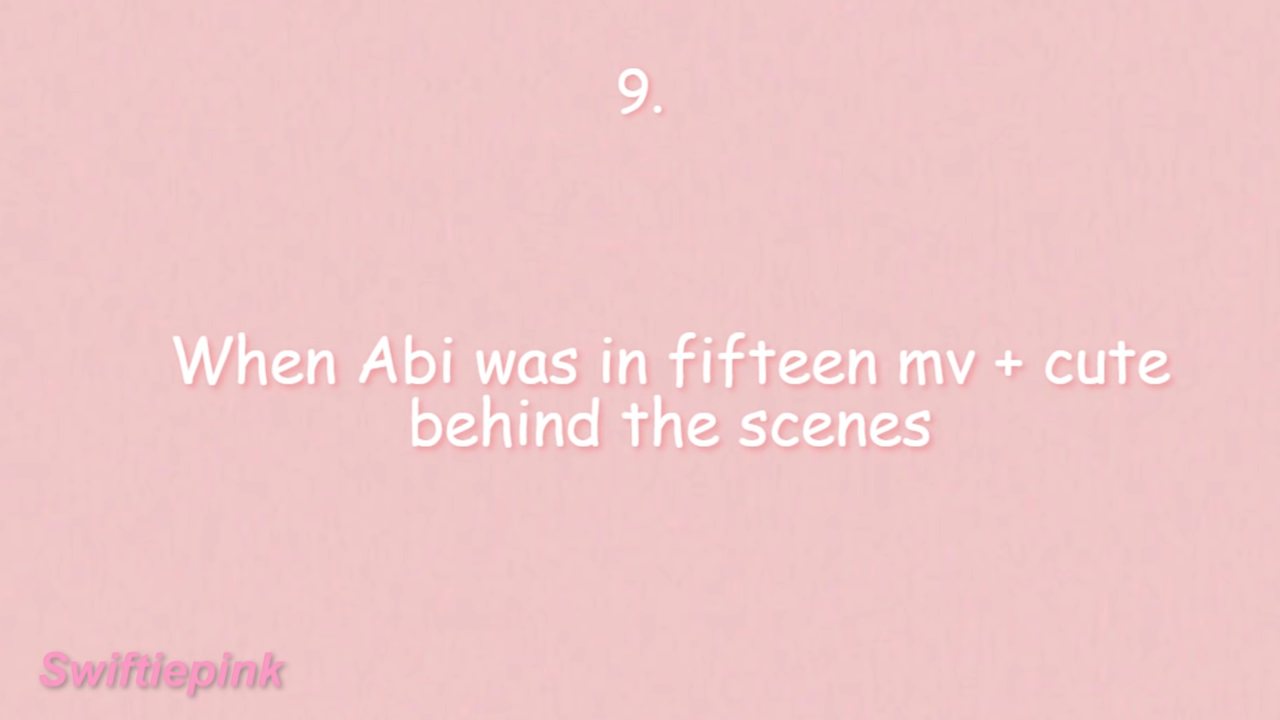 9.
When Abi was in fifteen mv + cute
behind the scenes
Swiftiepink